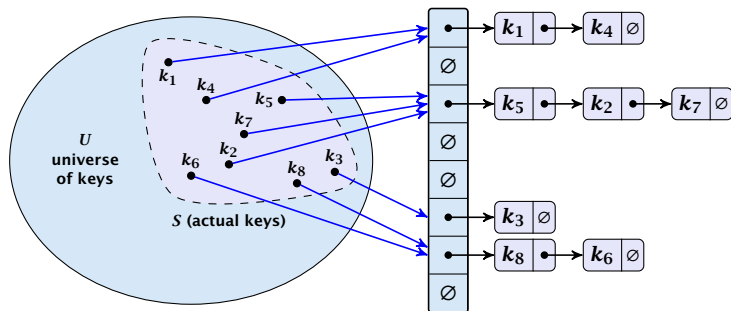 k1
k4
k5
k7
k2
k6
k8
k3
U
universe
of keys
S (actual keys)
∅
∅
∅
∅
k1
k4 ∅
k5
k2
k7 ∅
k3 ∅
k8
k6 ∅